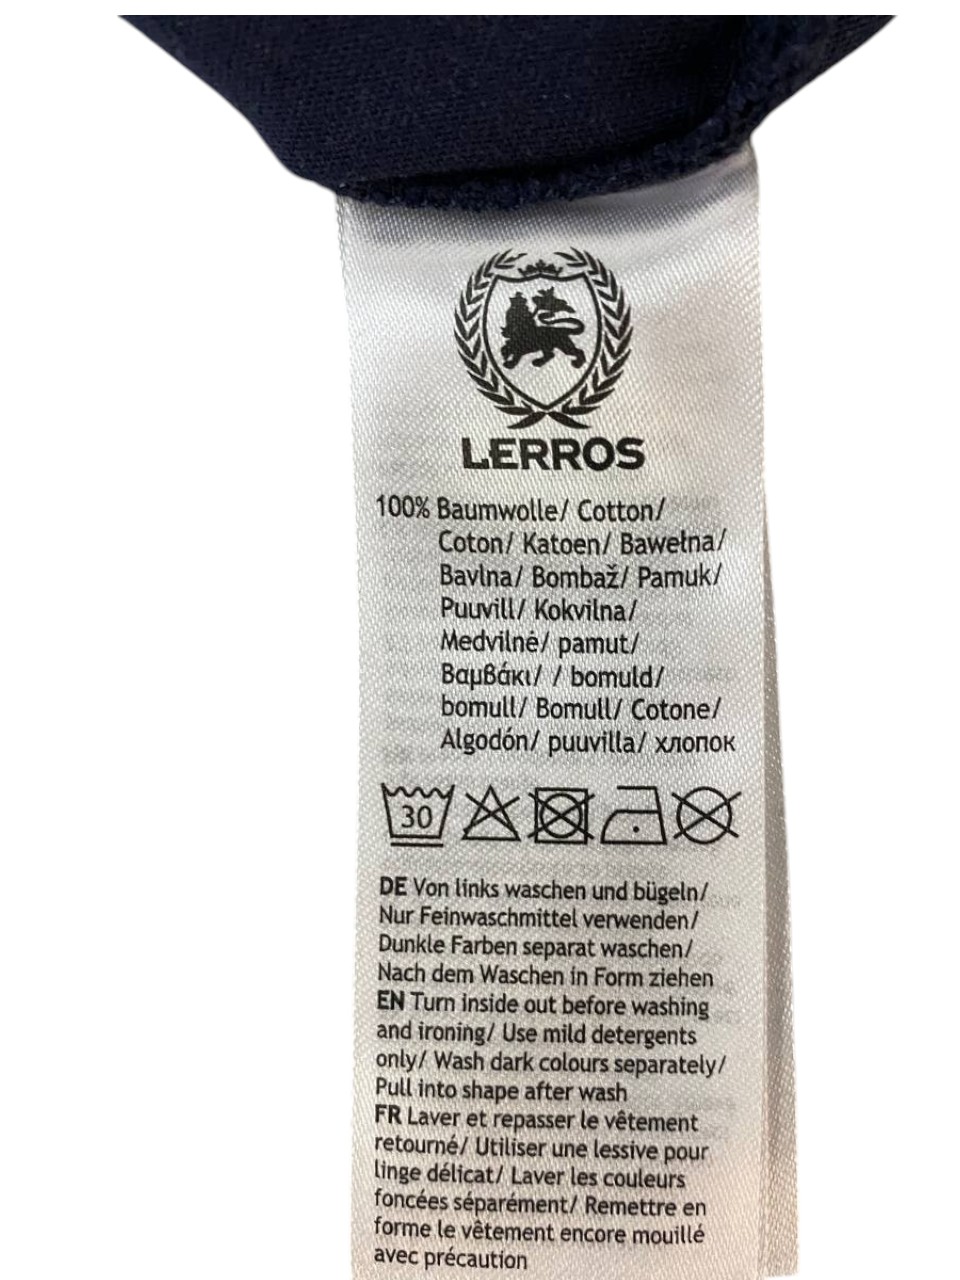 LERROS
100% Baumwolle/ Cotton/
Coton/ Katoen/ Bawełna/
Bavlna/ Bombaž/ Pamuk/
Puuvill/ Kokvilna/
Medvilnė/ pamut/
Βαμβάκι/ / bomuld/
bomull/ Bomull/ Cotone/
Algodón/ puuvilla/ хлопок
30
DE Von links waschen und bügeln/
Nur Feinwaschmittel verwenden/
Dunkle Farben separat waschen/
Nach dem Waschen in Form ziehen
EN Turn inside out before washing
and ironing/ Use mild detergents
only/ Wash dark colours separately/
Pull into shape after wash
FR Laver et repasser le vêtement
retourné/ Utiliser une lessive pour
linge délicat/ Laver les couleurs
foncées séparément/ Remettre en
forme le vêtement encore mouillé
avec précaution